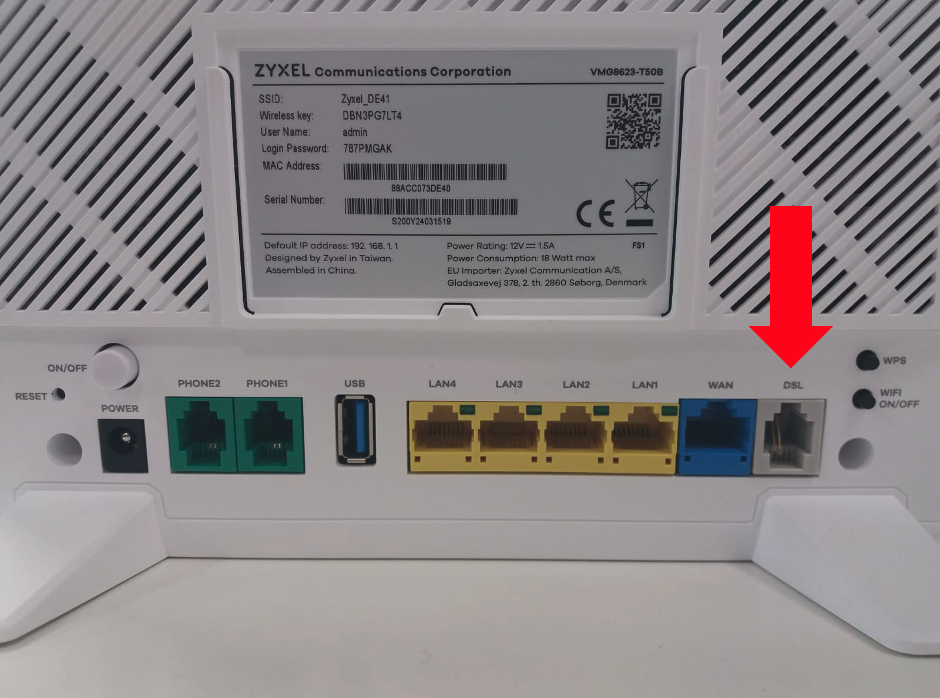 ZYXEL Communications Corporation VMG8623-T50B
SSID: Zyxel_DE41
Wireless key: DBN3PG7LT4
User Name: admin
Login Password: 787PMGAK
MAC Address:
88ACC073DE40
Serial Number:
S200Y24031519
CE
Default IP address: 192. 168. 1. 1
Designed by Zyxel in Taiwan.
Assembled in China.
Power Rating: 12V ⎓ 1.5A FS1
Power Consumption: 18 Watt max
EU Importer: Zyxel Communication A/S,
Gladsaxevej 378, 2. th. 2860 Søborg, Denmark
ON/OFF
RESET
POWER
PHONE2 PHONE1 USB LAN4 LAN3 LAN2 LAN1 WAN DSL
WPS
WIFI
ON/OFF